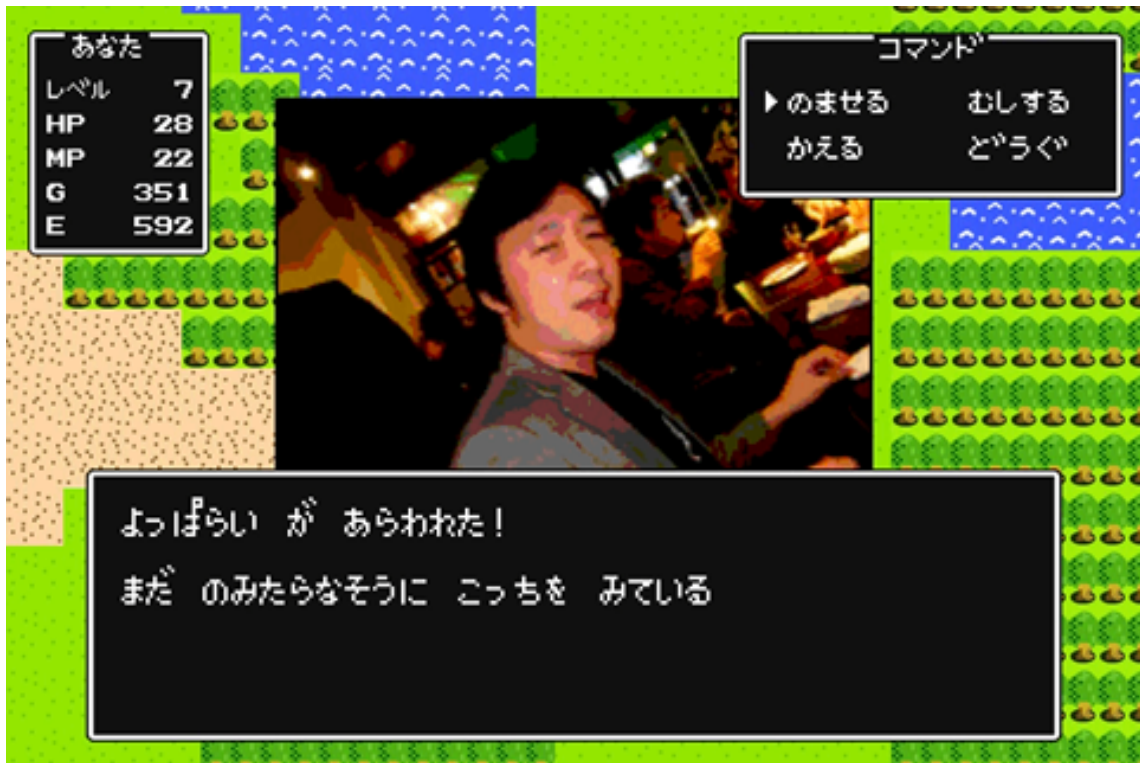 あなた
レベル 7
HP 28
MP 22
G 351
E 592
コマンド
▶のませる むしする
かえる どうぐ
よっぱらい が あらわれた！
まだ のみたらなそうに こっちを みている